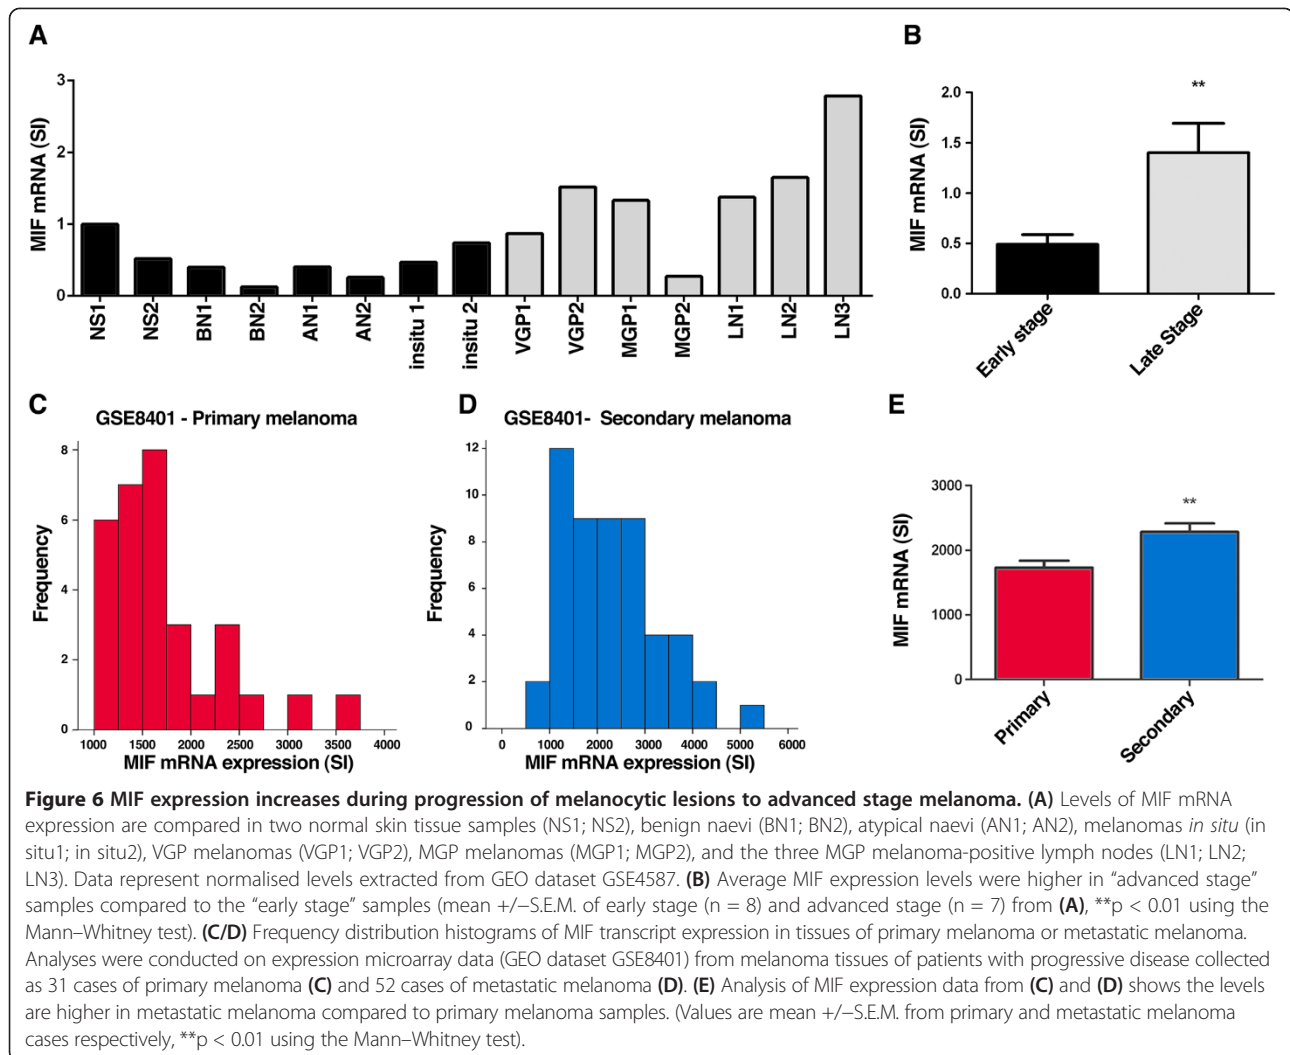 A
MIF mRNA (SI)
3
2
1
0
NS1
NS2
BN1
BN2
AN1
AN2
insitu 1
insitu 2
VGP1
VGP2
MGP1
MGP2
LN1
LN2
LN3
B
MIF mRNA (SI)
2.0
1.5
1.0
0.5
0.0
**
Early stage
Late Stage
C
GSE8401 - Primary melanoma
Frequency
8
6
4
2
0
1000 1500 2000 2500 3000 3500 4000
MIF mRNA expression (SI)
D
GSE8401- Secondary melanoma
Frequency
12
10
8
6
4
2
0
0 1000 2000 3000 4000 5000 6000
MIF mRNA expression (SI)
E
MIF mRNA (SI)
3000
2000
1000
0
**
Primary
Secondary
Figure 6 MIF expression increases during progression of melanocytic lesions to advanced stage melanoma. (A) Levels of MIF mRNA
expression are compared in two normal skin tissue samples (NS1; NS2), benign naevi (BN1; BN2), atypical naevi (AN1; AN2), melanomas in situ (in
situ1; in situ2), VGP melanomas (VGP1; VGP2), MGP melanomas (MGP1; MGP2), and the three MGP melanoma-positive lymph nodes (LN1; LN2;
LN3). Data represent normalised levels extracted from GEO dataset GSE4587. (B) Average MIF expression levels were higher in “advanced stage”
samples compared to the “early stage” samples (mean +/−S.E.M. of early stage (n = 8) and advanced stage (n = 7) from (A), **p < 0.01 using the
Mann–Whitney test). (C/D) Frequency distribution histograms of MIF transcript expression in tissues of primary melanoma or metastatic melanoma.
Analyses were conducted on expression microarray data (GEO dataset GSE8401) from melanoma tissues of patients with progressive disease collected
as 31 cases of primary melanoma (C) and 52 cases of metastatic melanoma (D). (E) Analysis of MIF expression data from (C) and (D) shows the levels
are higher in metastatic melanoma compared to primary melanoma samples. (Values are mean +/−S.E.M. from primary and metastatic melanoma
cases respectively, **p < 0.01 using the Mann–Whitney test).